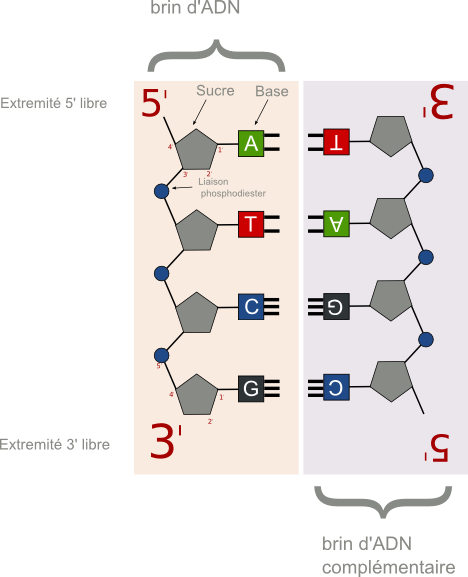 brin d'ADN
Extremité 5' libre
5'
3'
Sucre
Base
4'
1'
3'
2'
A
T
Liaison
phosphodiester
T
A
C
G
5'
4'
1'
2'
G
C
Extremité 3' libre
3'
5'
brin d'ADN
complémentaire